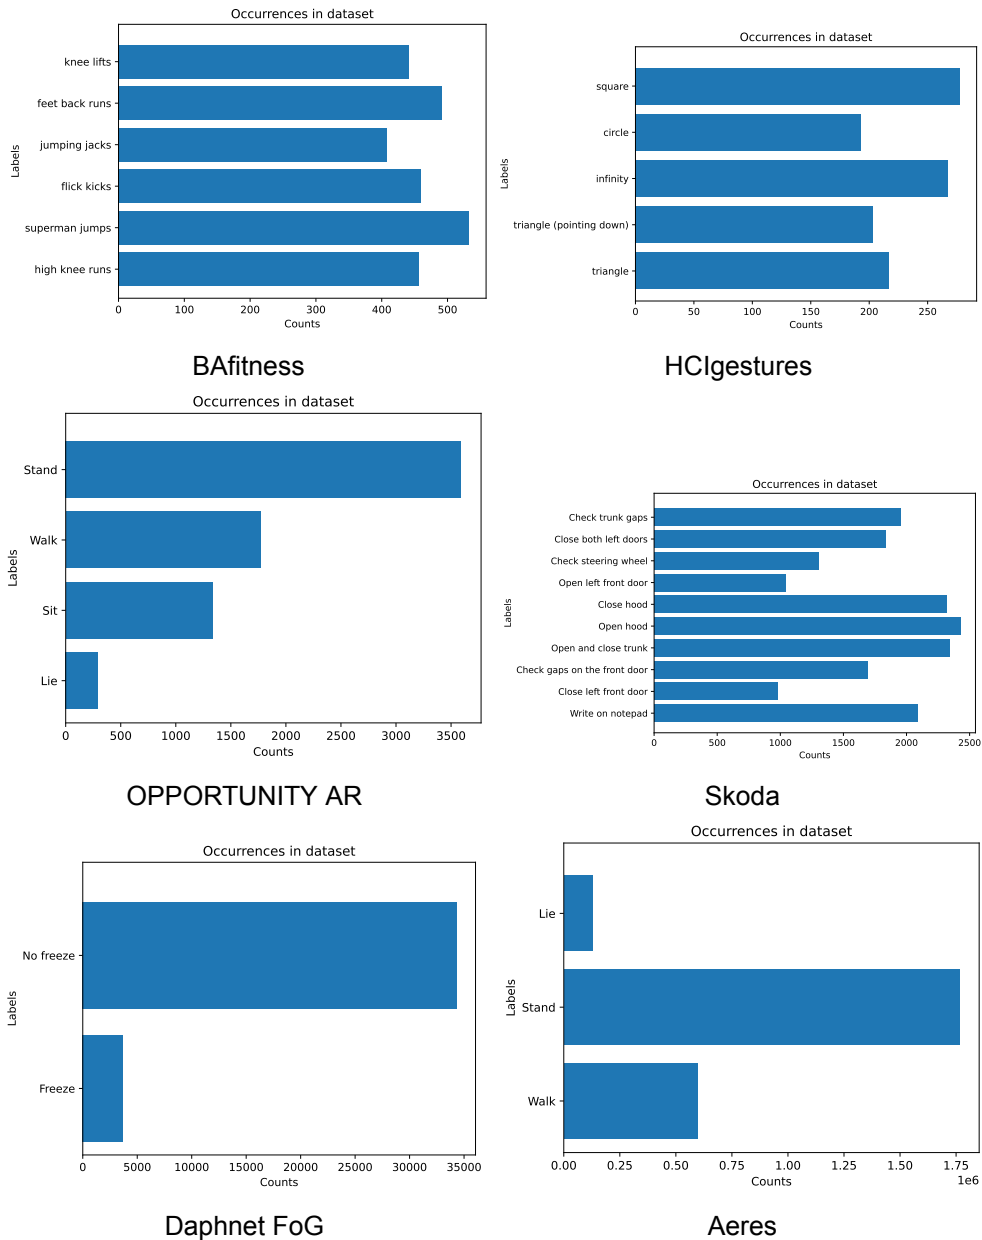 Occurrences in dataset
Labels
knee lifts
feet back runs
jumping jacks
flick kicks
superman jumps
high knee runs
0 100 200 300 400 500
Counts
BAfitness
Occurrences in dataset
Labels
square
circle
infinity
triangle (pointing down)
triangle
0 50 100 150 200 250
Counts
HCIgestures
Occurrences in dataset
Labels
Stand
Walk
Sit
Lie
0 500 1000 1500 2000 2500 3000 3500
Counts
OPPORTUNITY AR
Occurrences in dataset
Labels
Check trunk gaps
Close both left doors
Check steering wheel
Open left front door
Close hood
Open hood
Open and close trunk
Check gaps on the front door
Close left front door
Write on notepad
0 500 1000 1500 2000 2500
Counts
Skoda
Occurrences in dataset
Labels
No freeze
Freeze
0 5000 10000 15000 20000 25000 30000 35000
Counts
Daphnet FoG
Occurrences in dataset
Labels
Lie
Stand
Walk
0.00 0.25 0.50 0.75 1.00 1.25 1.50 1.75
1e6
Counts
Aeres